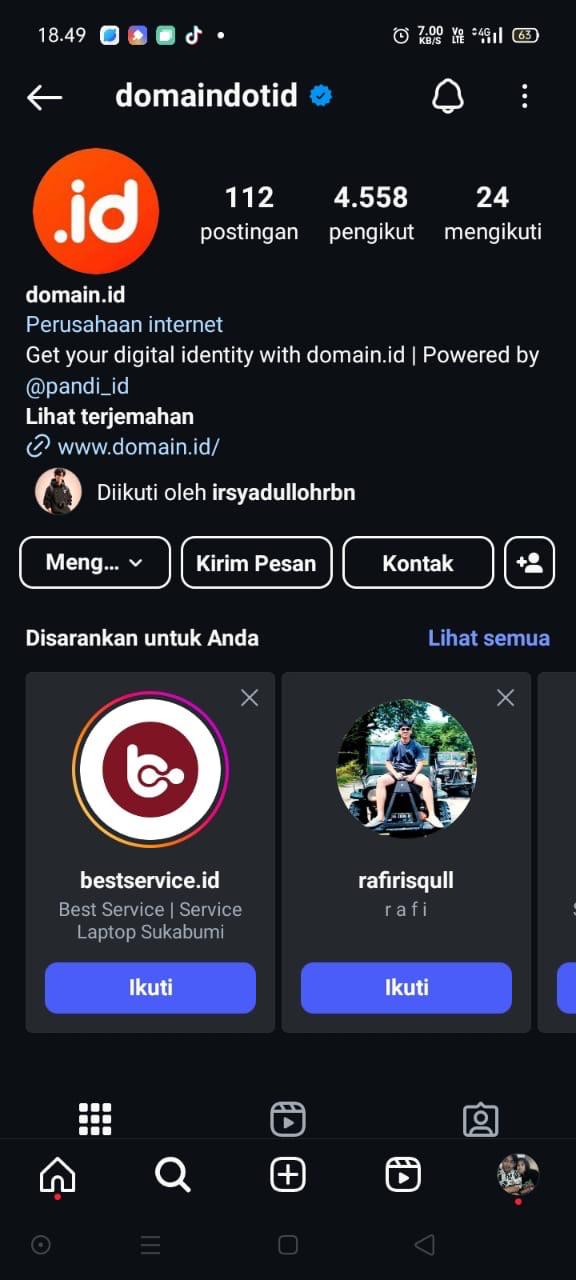 18.49
7.00
KB/S
Vo
LTE
4G
63
domaindotid
.id
112
4.558
24
postingan
pengikut
mengikuti
domain.id
Perusahaan internet
Get your digital identity with domain.id | Powered by
@pandi_id
Lihat terjemahan
www.domain.id/
Diikuti oleh irsyadullohrbn
Meng...
Kirim Pesan
Kontak
Disarankan untuk Anda
Lihat semua
bestservice.id
Best Service | Service
Laptop Sukabumi
Ikuti
rafirisqull
r a f i
Ikuti